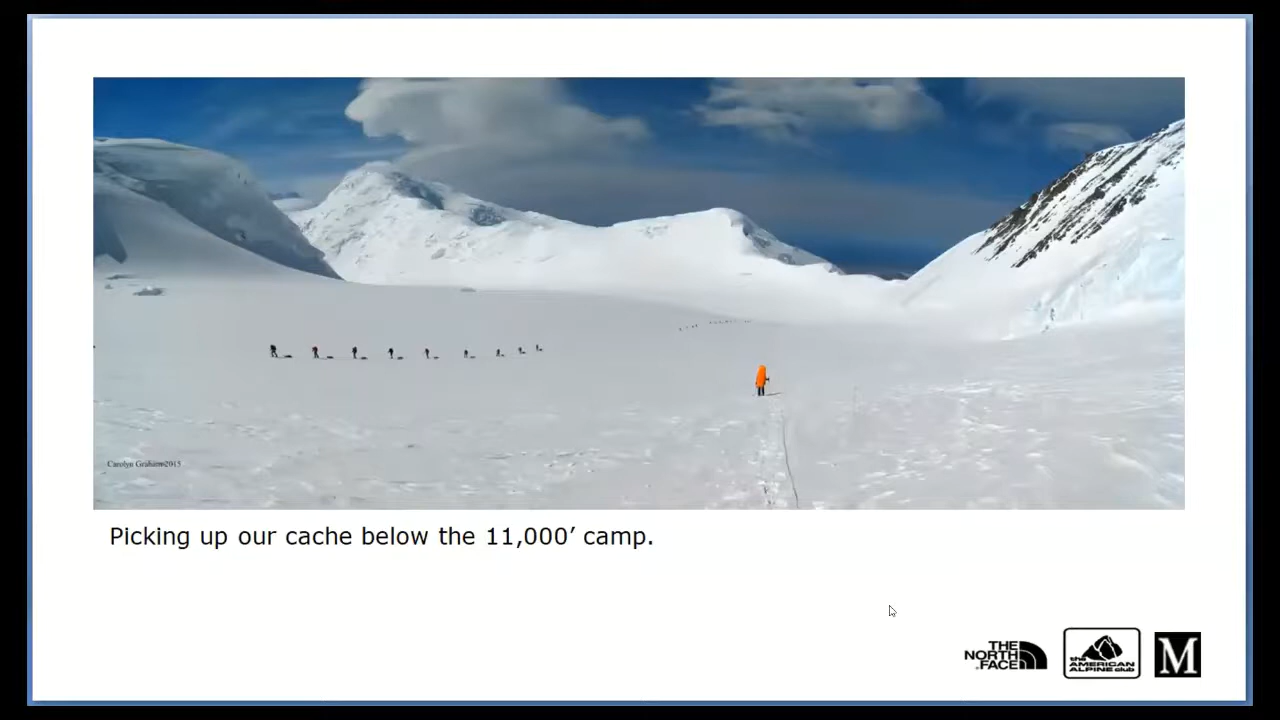 Carolyn Graham©2015
Picking up our cache below the 11,000’ camp.
THE
NORTH
FACE
the
AMERICAN
ALPINE club
M